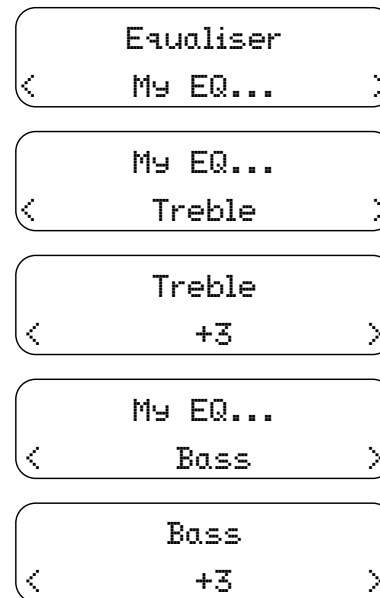 Equaliser
< My EQ... >
My EQ...
< Treble >
Treble
< +3 >
My EQ...
< Bass >
Bass
< +3 >